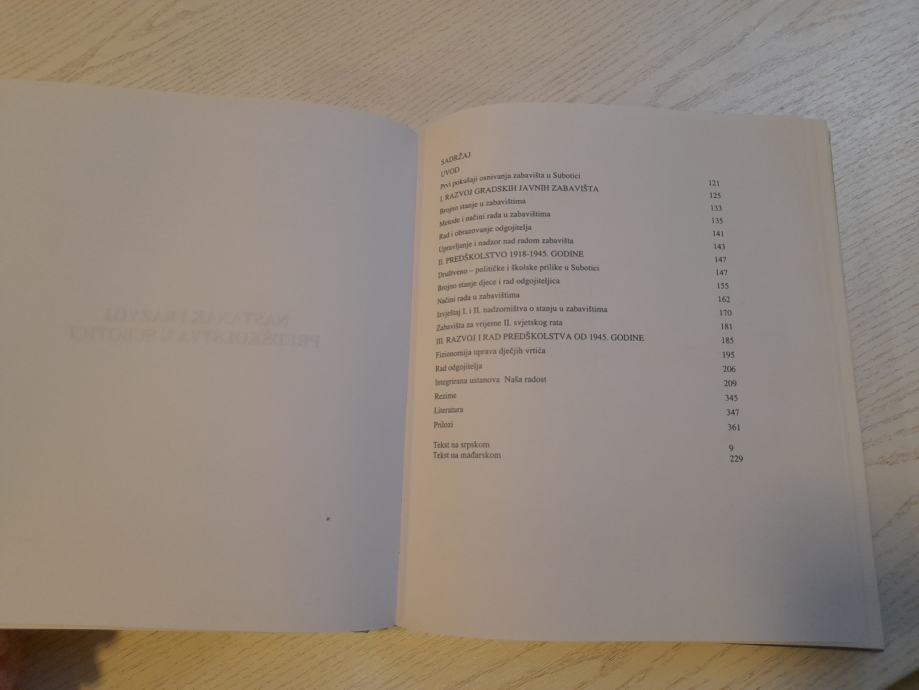 NASTANAK I RAZVOJ
PREDŠKOLSTVA U SUBOTICI
SADRŽAJ
UVOD
Prvi pokušaji osnivanja zabavišta u Subotici 121
I. RAZVOJ GRADSKIH JAVNIH ZABAVIŠTA 125
Brojno stanje u zabavištima 133
Metode i načini rada u zabavištima 135
Rad i obrazovanje odgojitelja 141
Upravljanje i nadzor nad radom zabavišta 143
II. PREDŠKOLSTVO 1918-1945. GODINE 147
Društveno – političke i školske prilike u Subotici 147
Brojno stanje djece i rad odgojiteljica 155
Načini rada u zabavištima 162
Izvještaj I. i II. nadzorništva o stanju u zabavištima 170
Zabavišta za vrijeme II. svjetskog rata 181
III. RAZVOJ I RAD PREDŠKOLSTVA OD 1945. GODINE 185
Fizionomija uprava dječjih vrtića 195
Rad odgojitelja 206
Integrirana ustanova Naša radost 209
Rezime 345
Literatura 347
Prilozi 361
Tekst na srpskom 9
Tekst na mađarskom 229